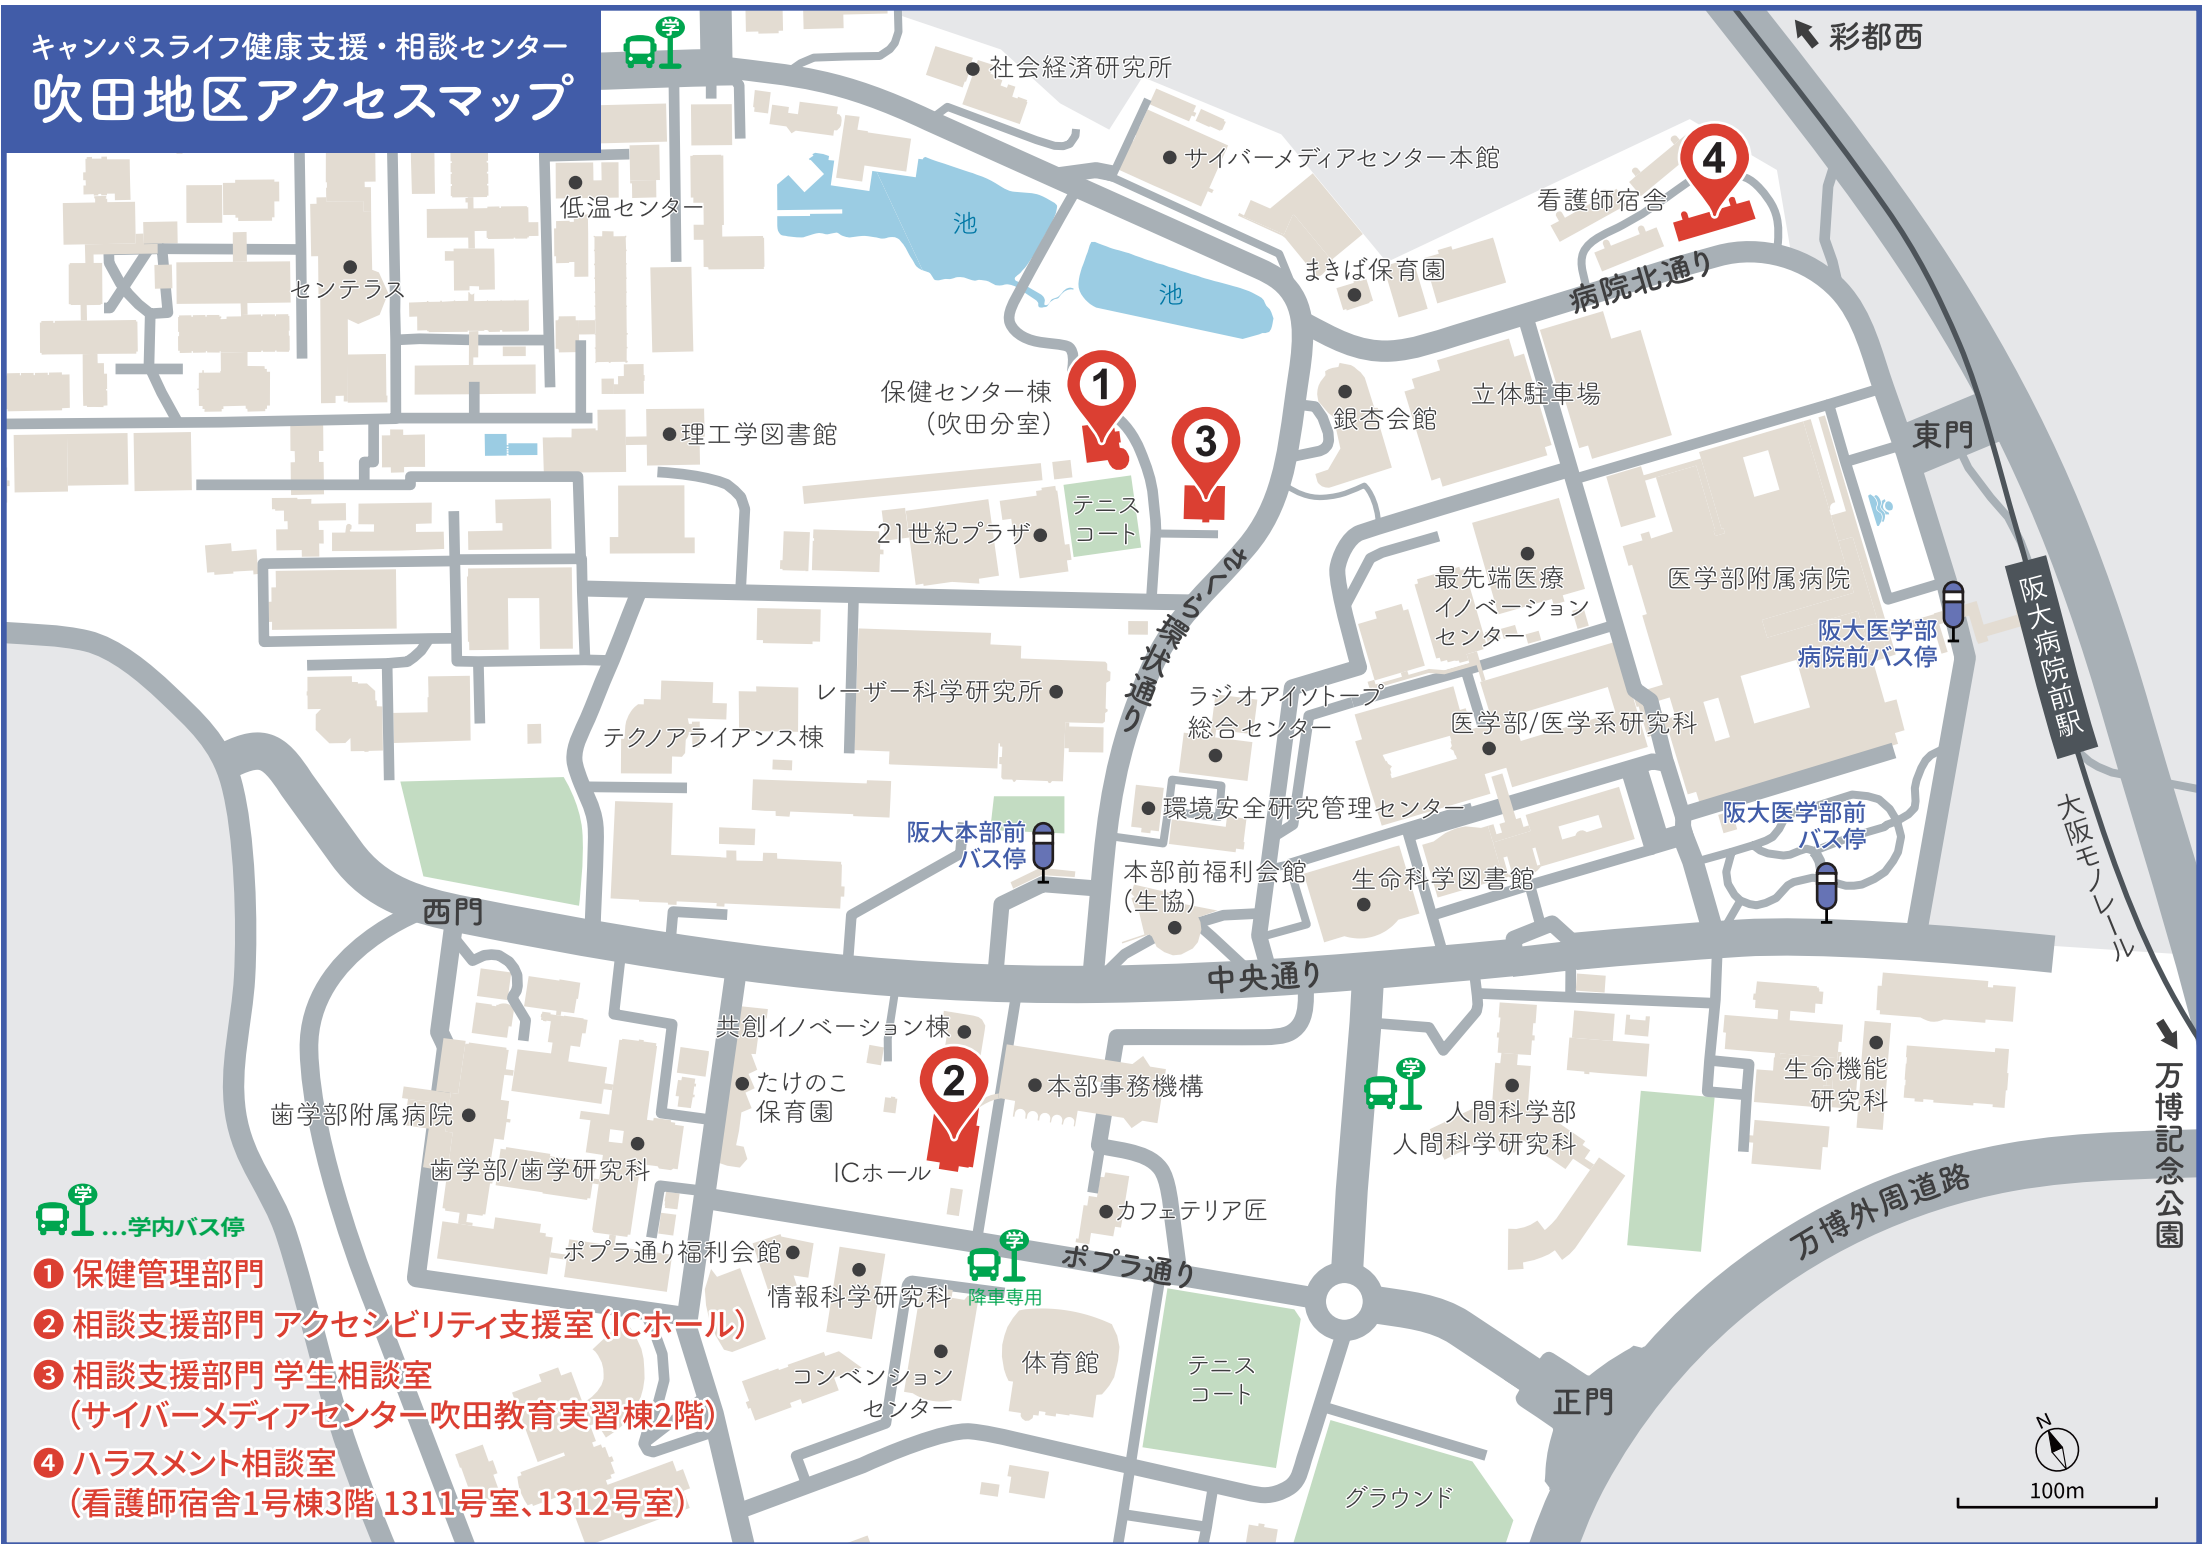 キャンパスライフ健康支援・相談センター
吹田地区アクセスマップ
学
彩都西
社会経済研究所
サイバーメディアセンター本館
4
看護師宿舎
低温センター
池
池
センテラス
まきば保育園
病院北通り
保健センター棟
(吹田分室)
1
3
理工学図書館
立体駐車場
銀杏会館
東門
テニス
コート
21世紀プラザ
さくら環状通り
最先端医療
イノベーション
センター
医学部附属病院
阪大医学部
病院前バス停
阪大病院前駅
レーザー科学研究所
ラジオアイソトープ
総合センター
テクノアライアンス棟
医学部/医学系研究科
環境安全研究管理センター
阪大本部前
バス停
阪大医学部前
バス停
大阪モノレール
本部前福利会館
(生協)
生命科学図書館
西門
中央通り
共創イノベーション棟
2
たけのこ
保育園
本部事務機構
学
生命機能
研究科
人間科学部
人間科学研究科
万博記念公園
歯学部附属病院
歯学部/歯学研究科
ICホール
カフェテリア匠
万博外周道路
学
…学内バス停
ポプラ通り福利会館
学
ポプラ通り
降車専用
情報科学研究科
体育館
テニス
コート
コンベンション
センター
正門
グラウンド
N
100m
1 保健管理部門
2 相談支援部門 アクセシビリティ支援室(ICホール)
3 相談支援部門 学生相談室
(サイバーメディアセンター吹田教育実習棟2階)
4 ハラスメント相談室
(看護師宿舎1号棟3階 1311号室、1312号室)